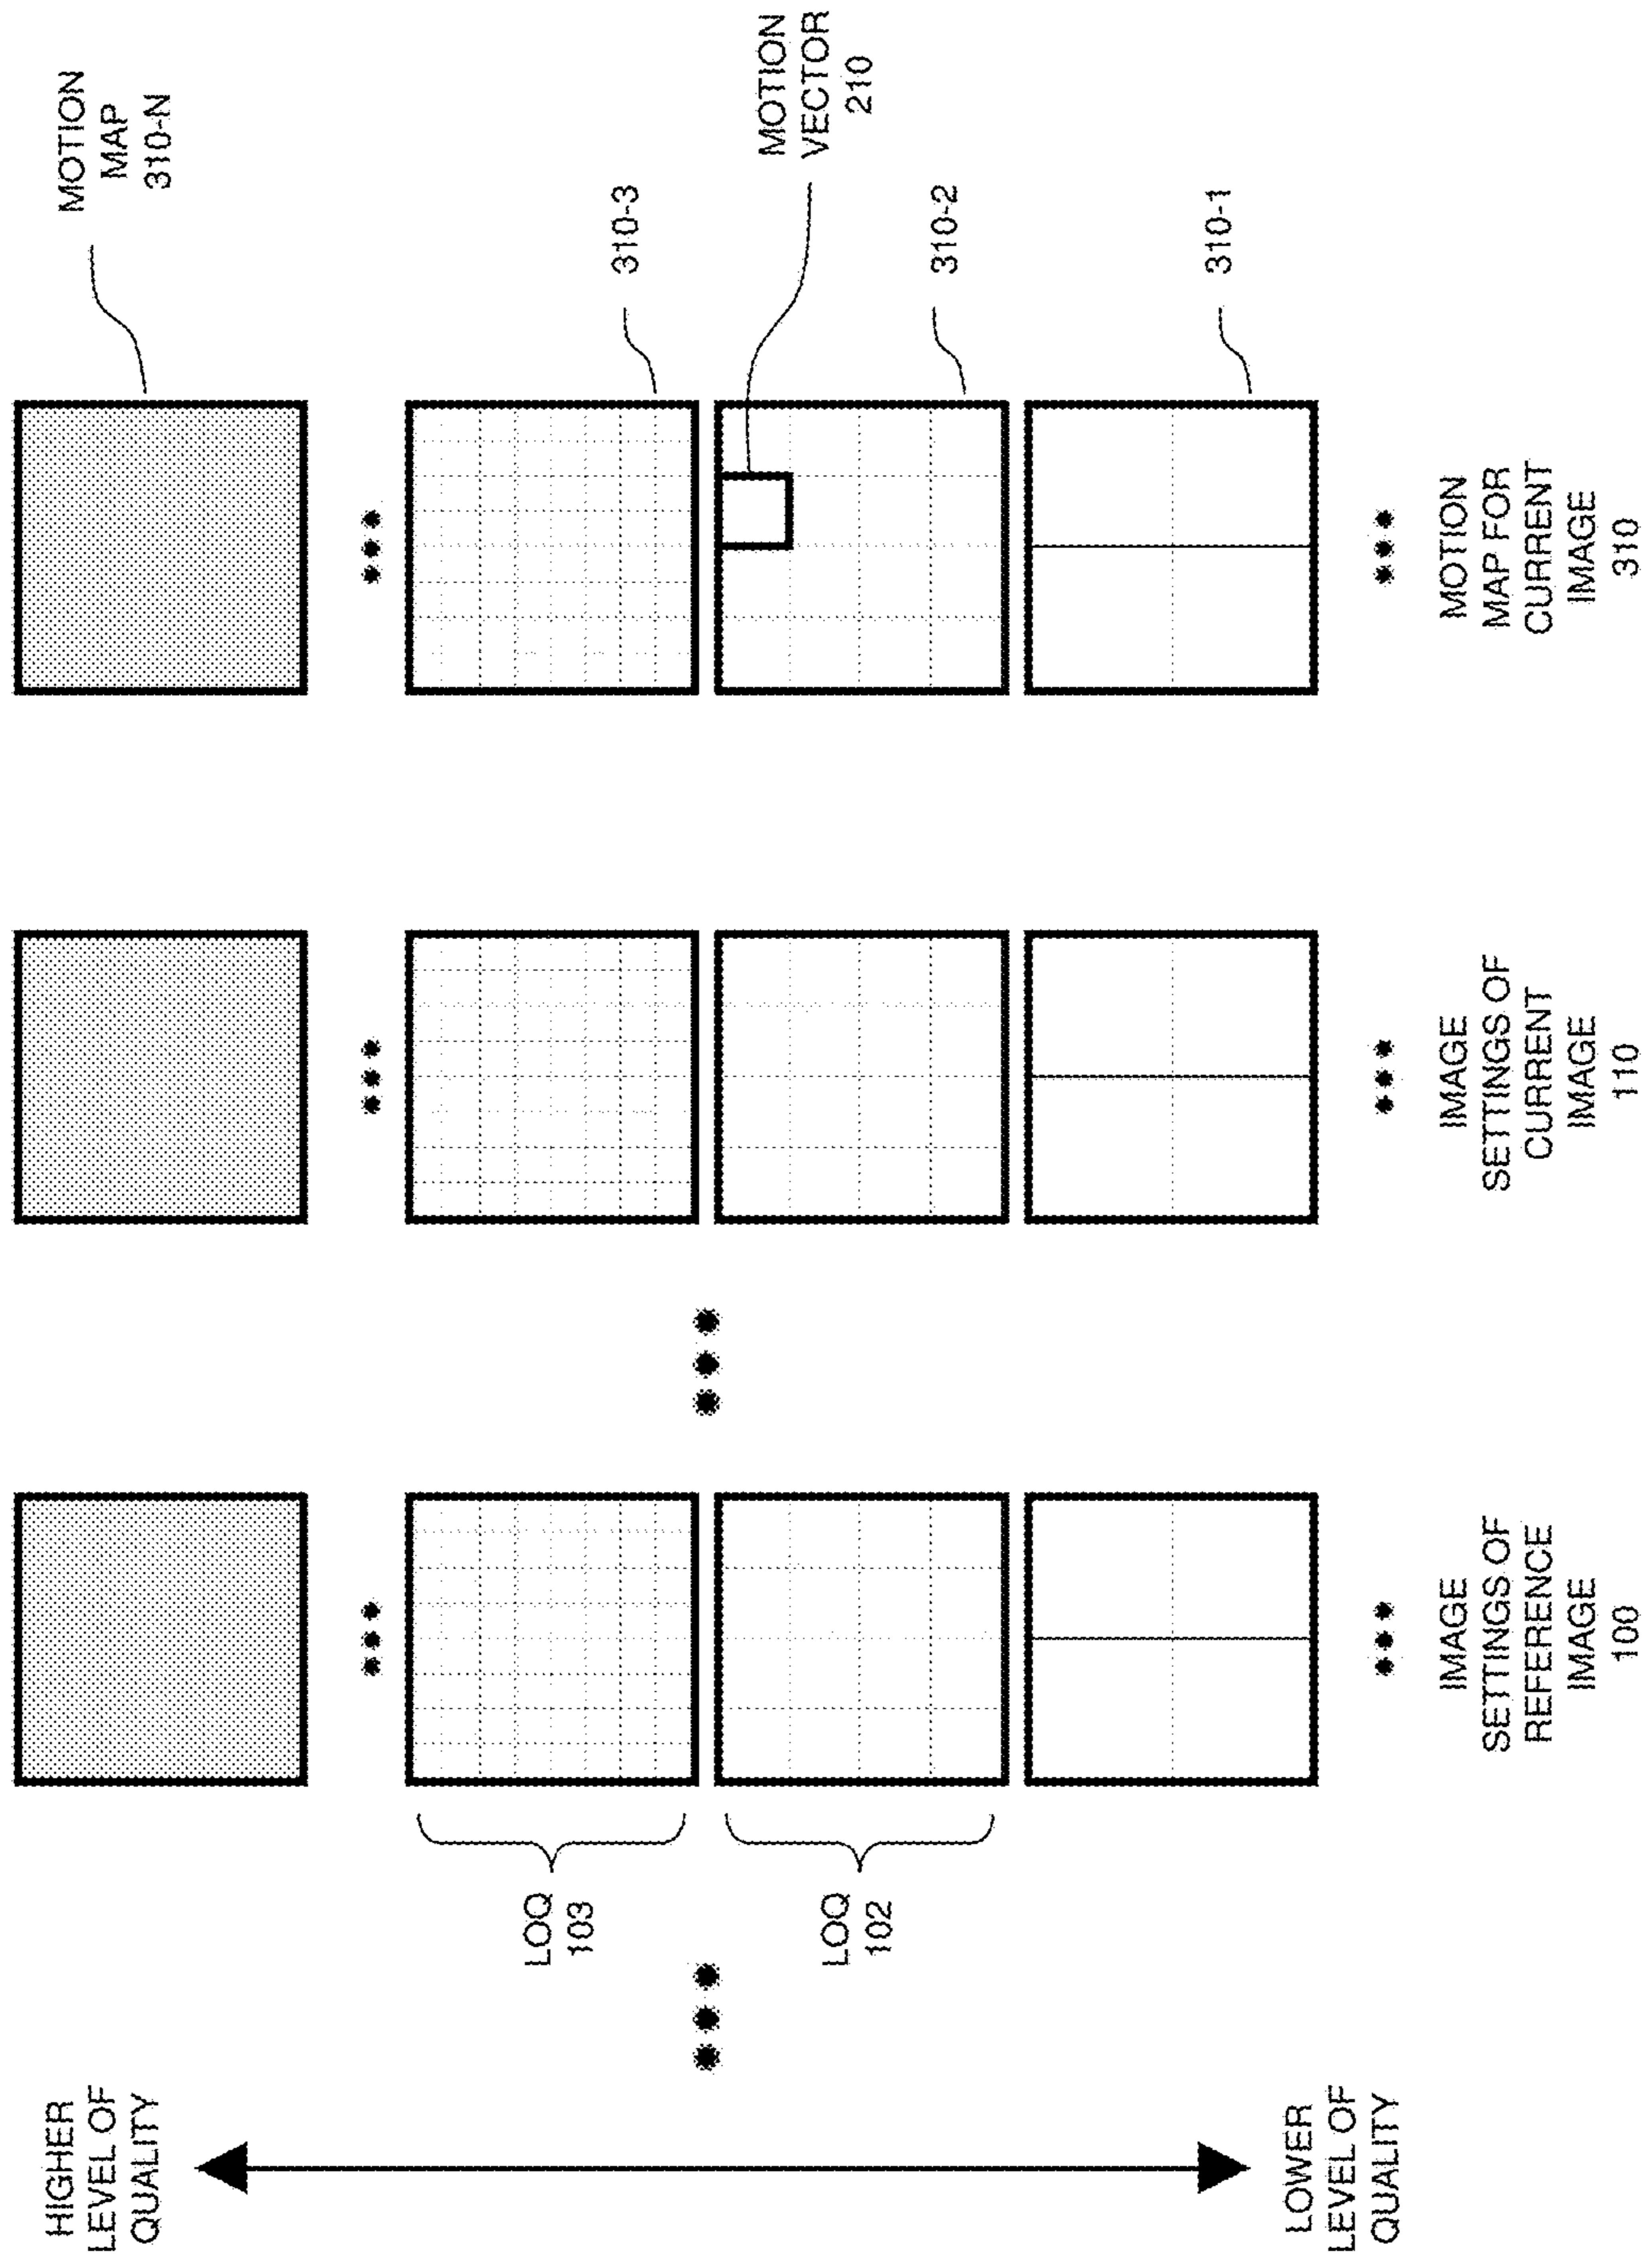 HIGHER
LEVEL OF
QUALITY
LOWER
LEVEL OF
QUALITY
LOQ
103
LOQ
102
IMAGE
SETTINGS OF
REFERENCE
IMAGE
100
IMAGE
SETTINGS OF
CURRENT
IMAGE
110
MOTION
MAP FOR
CURRENT
IMAGE
310
MOTION
MAP
310-N
310-3
MOTION
VECTOR
210
310-2
310-1